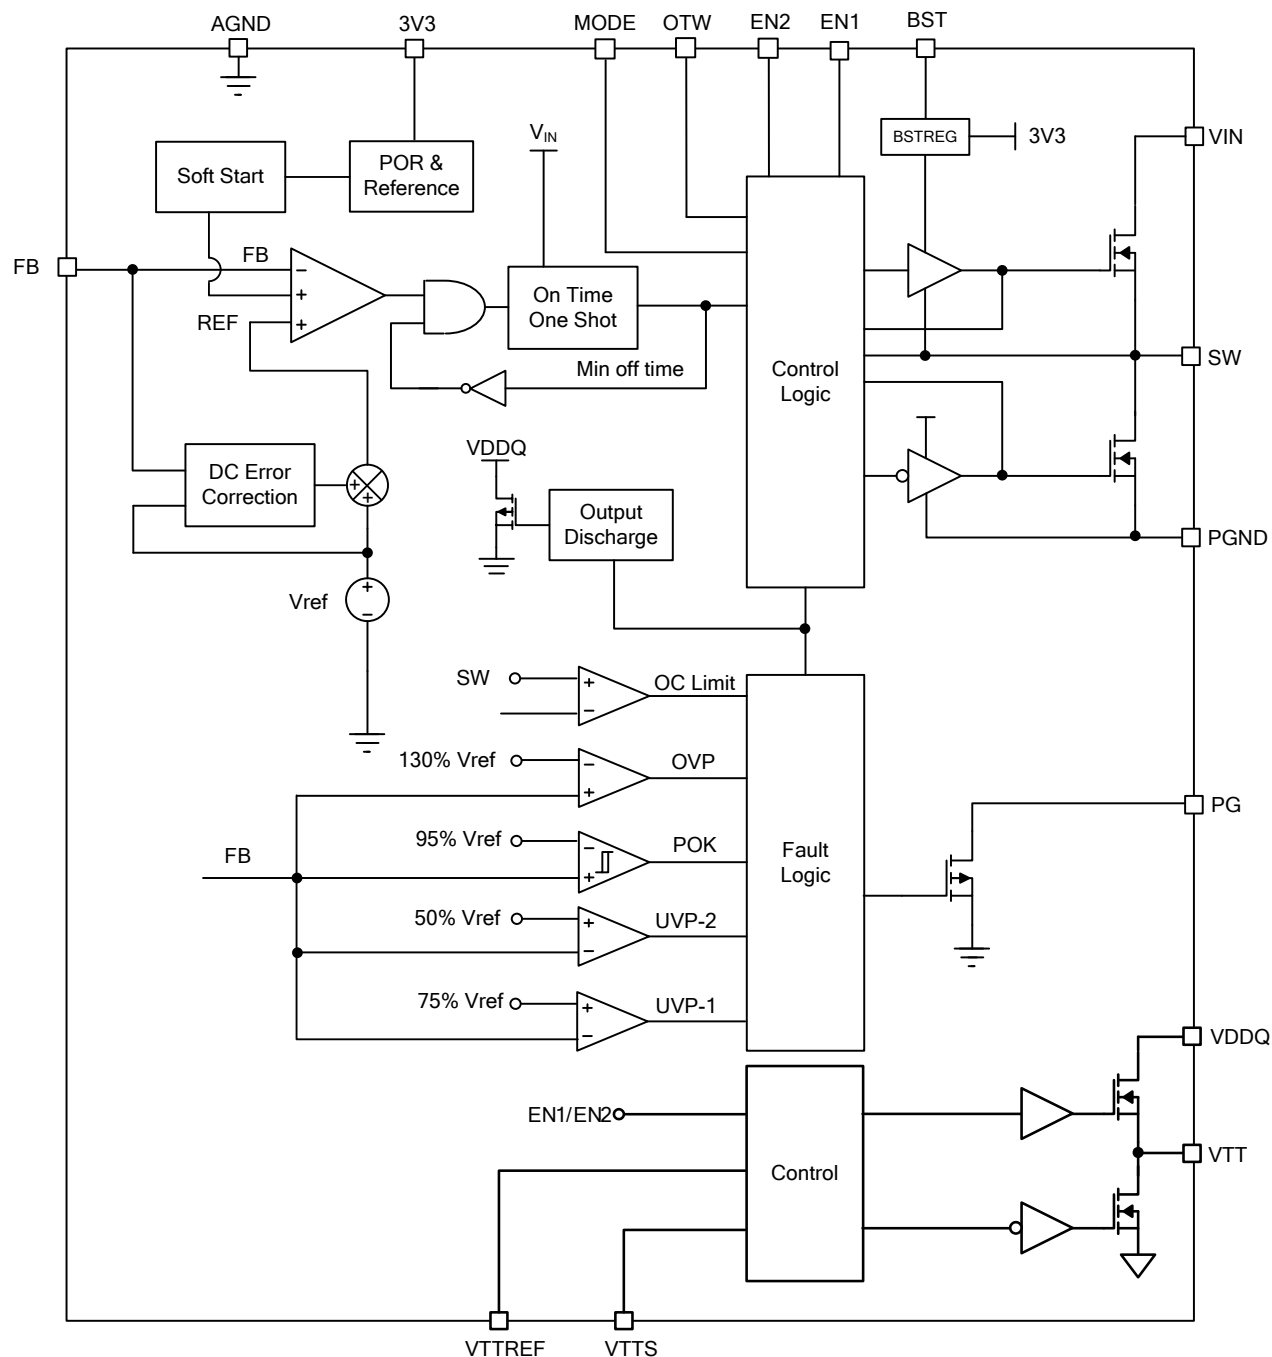 AGND
3V3
MODE
OTW
EN2
EN1
BST
BSTREG
3V3
VIN
VIN
Soft Start
POR &
Reference
FB
FB
−
+
+
REF
On Time
One Shot
Min off time
Control
Logic
SW
VDDQ
DC Error
Correction
+
+
Output
Discharge
PGND
Vref
+
−
SW
+
−
OC Limit
130% Vref
−
+
OVP
95% Vref
−
+
POK
FB
Fault
Logic
PG
50% Vref
+
−
UVP-2
75% Vref
+
−
UVP-1
VDDQ
EN1/EN2
Control
VTT
VTTREF
VTTS